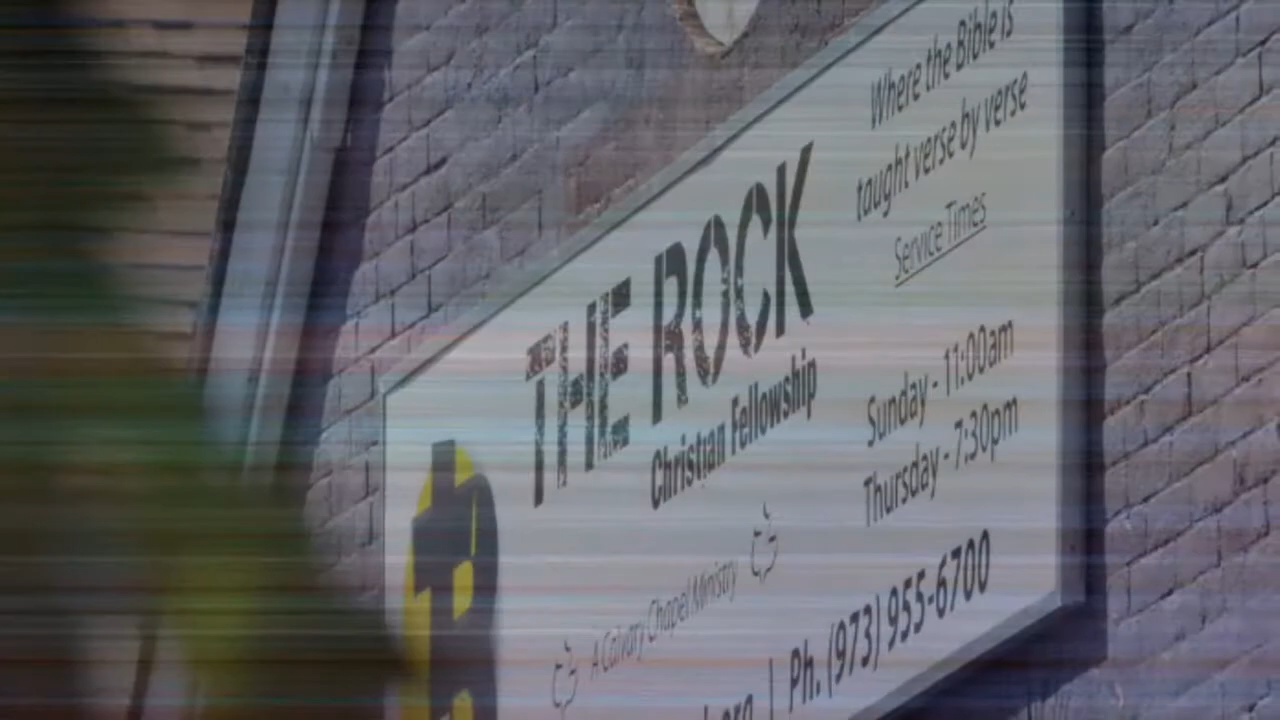 THE ROCK
Christian Fellowship
A Calvary Chapel Ministry
Where the Bible is
taught verse by verse
Service Times
Sunday - 11:00am
Thursday - 7:30pm
.org | Ph. (973) 955-6700